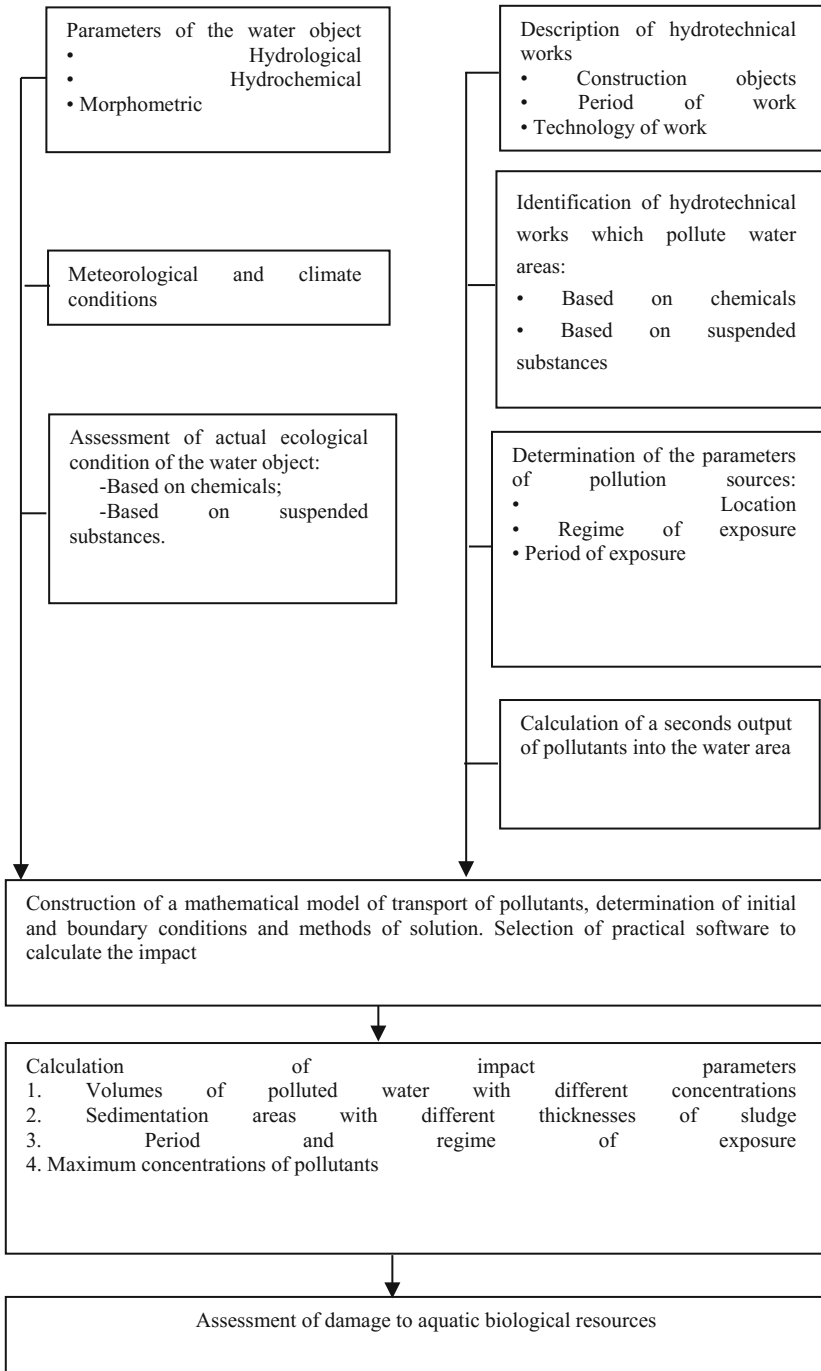 Parameters of the water object
• Hydrological
• Hydrochemical
• Morphometric
Meteorological and climate
conditions
Assessment of actual ecological
condition of the water object:
-Based on chemicals;
-Based on suspended
substances.
Description of hydrotechnical
works
• Construction objects
• Period of work
• Technology of work
Identification of hydrotechnical
works which pollute water
areas:
• Based on chemicals
• Based on suspended
substances
Determination of the parameters
of pollution sources:
• Location
• Regime of exposure
• Period of exposure
Calculation of a seconds output
of pollutants into the water area
Construction of a mathematical model of transport of pollutants, determination of initial
and boundary conditions and methods of solution. Selection of practical software to
calculate the impact
Calculation of impact parameters
1. Volumes of polluted water with different concentrations
2. Sedimentation areas with different thicknesses of sludge
3. Period and regime of exposure
4. Maximum concentrations of pollutants
Assessment of damage to aquatic biological resources